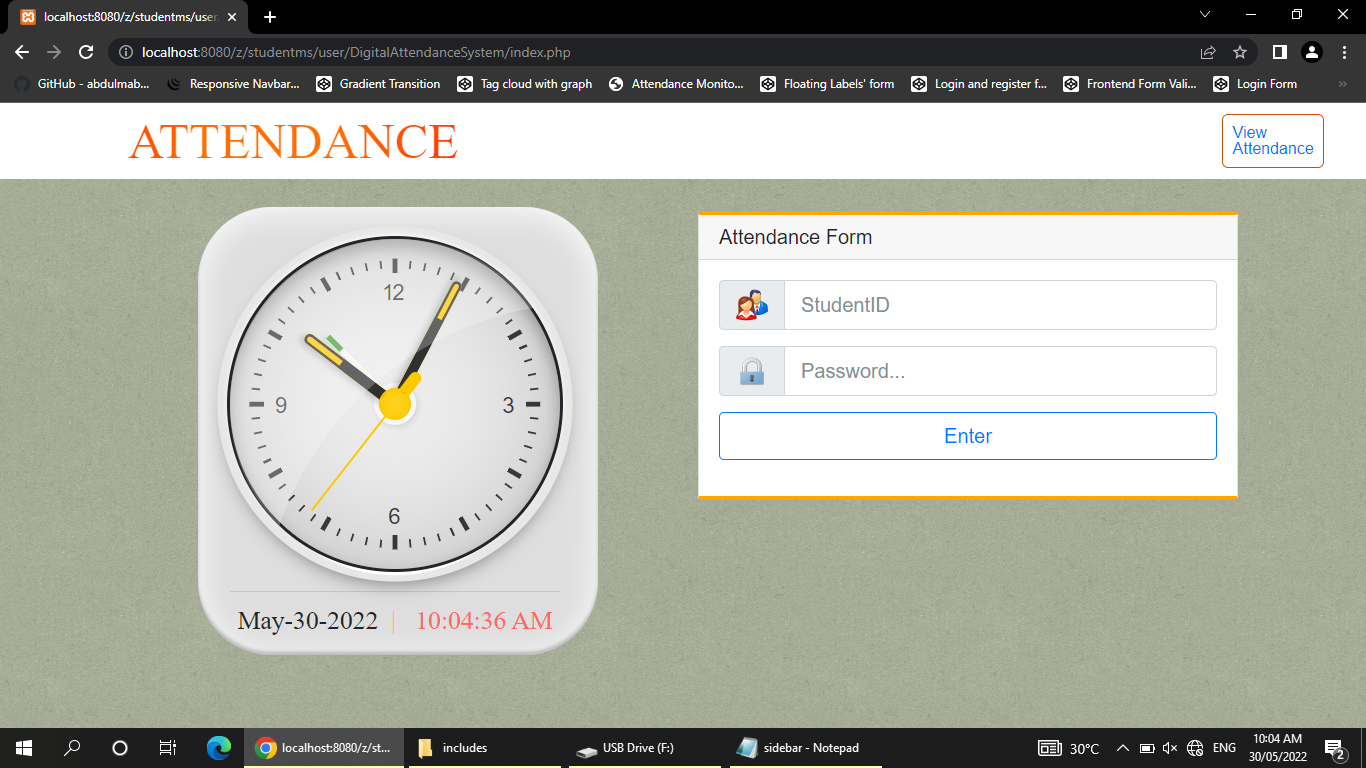 localhost:8080/z/studentms/user
localhost:8080/z/studentms/user/DigitalAttendanceSystem/index.php
GitHub - abdulmab...
Responsive Navbar...
Gradient Transition
Tag cloud with graph
Attendance Monito...
Floating Labels' form
Login and register f...
Frontend Form Vali...
Login Form
»
ATTENDANCE
View
Attendance
12
9
3
6
May-30-2022 | 10:04:36 AM
Attendance Form
StudentID
Password...
Enter
localhost:8080/z/st...
includes
USB Drive (F:)
sidebar - Notepad
30°C
ENG
10:04 AM
30/05/2022
2